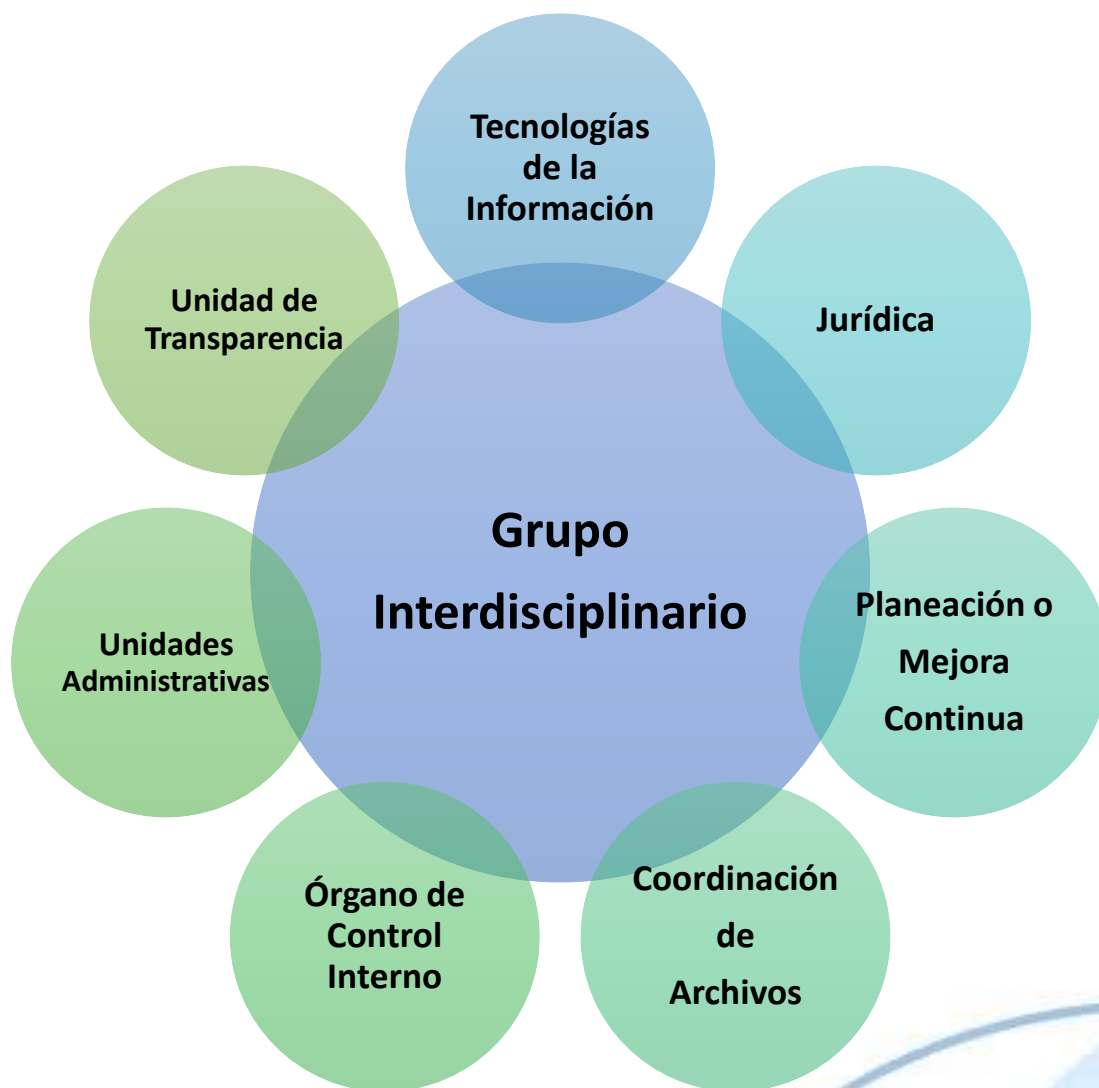 Tecnologías
de la
Información
Jurídica
Planeación o
Mejora
Continua
Coordinación
de
Archivos
Órgano de
Control
Interno
Unidades
Administrativas
Unidad de
Transparencia
Grupo
Interdisciplinario